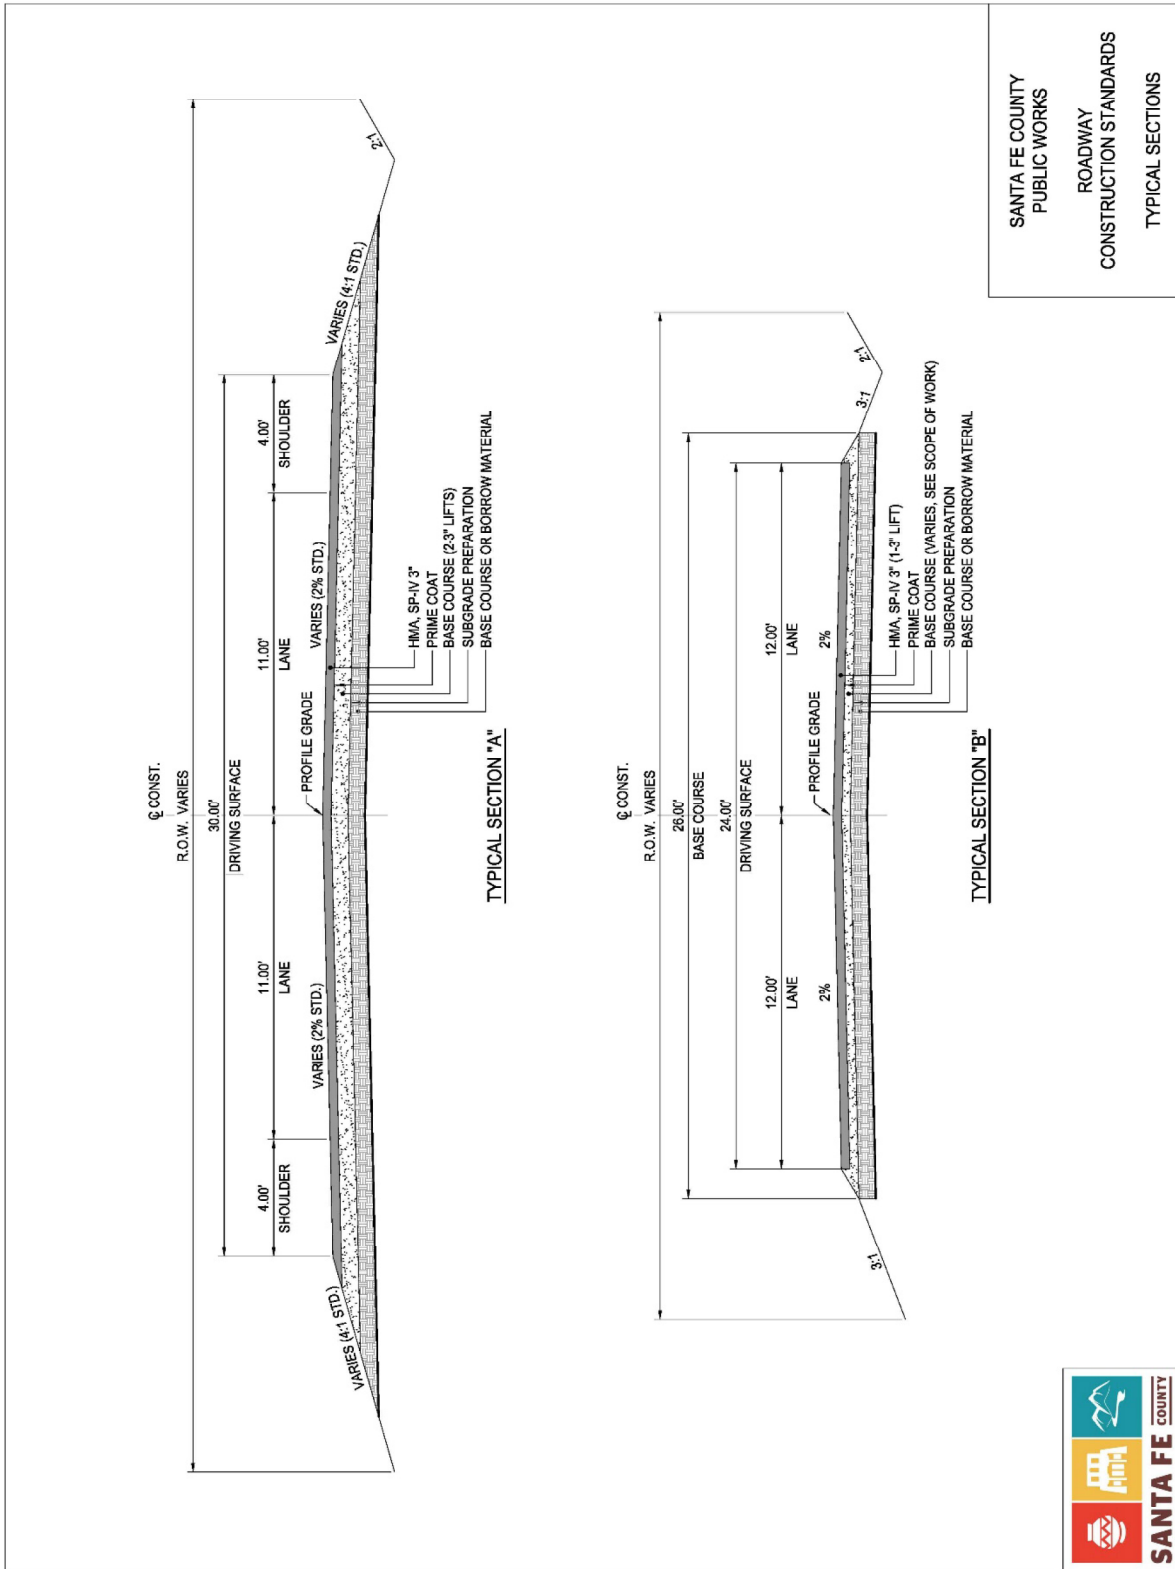 ℄ CONST.
R.O.W. VARIES
30.00'
DRIVING SURFACE
4.00'
SHOULDER
11.00'
LANE
11.00'
LANE
4.00'
SHOULDER
PROFILE GRADE
VARIES (4:1 STD.)
VARIES (2% STD.)
VARIES (2% STD.)
VARIES (4:1 STD.)
2:1
HMA, SP-IV 3"
PRIME COAT
BASE COURSE (2-3" LIFTS)
SUBGRADE PREPARATION
BASE COURSE OR BORROW MATERIAL
TYPICAL SECTION "A"
℄ CONST.
R.O.W. VARIES
26.00'
BASE COURSE
24.00'
DRIVING SURFACE
12.00'
LANE
12.00'
LANE
PROFILE GRADE
2%
2%
3:1
3:1
2:1
HMA, SP-IV 3" (1-3" LIFT)
PRIME COAT
BASE COURSE (VARIES, SEE SCOPE OF WORK)
SUBGRADE PREPARATION
BASE COURSE OR BORROW MATERIAL
TYPICAL SECTION "B"
SANTA FE COUNTY
SANTA FE COUNTY
PUBLIC WORKS
ROADWAY
CONSTRUCTION STANDARDS
TYPICAL SECTIONS